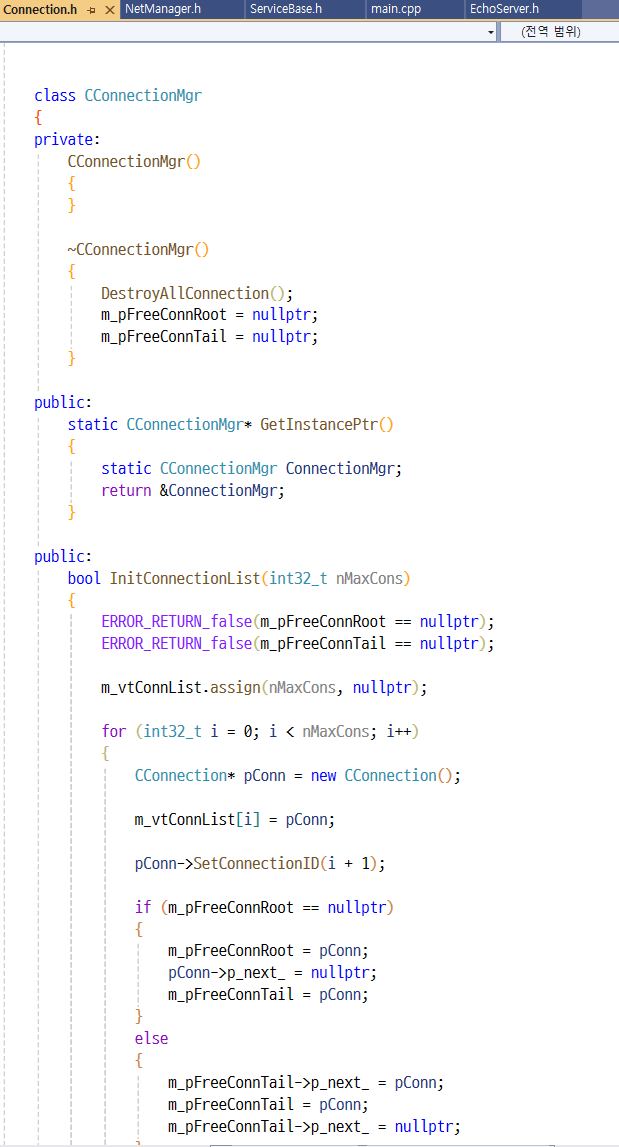 Connection.h NetManager.h ServiceBase.h main.cpp EchoServer.h
(전역 범위)
class CConnectionMgr
{
private:
CConnectionMgr()
{
}
~CConnectionMgr()
{
DestroyAllConnection();
m_pFreeConnRoot = nullptr;
m_pFreeConnTail = nullptr;
}
public:
static CConnectionMgr* GetInstancePtr()
{
static CConnectionMgr ConnectionMgr;
return &ConnectionMgr;
}
public:
bool InitConnectionList(int32_t nMaxCons)
{
ERROR_RETURN_false(m_pFreeConnRoot == nullptr);
ERROR_RETURN_false(m_pFreeConnTail == nullptr);
m_vtConnList.assign(nMaxCons, nullptr);
for (int32_t i = 0; i < nMaxCons; i++)
{
CConnection* pConn = new CConnection();
m_vtConnList[i] = pConn;
pConn->SetConnectionID(i + 1);
if (m_pFreeConnRoot == nullptr)
{
m_pFreeConnRoot = pConn;
pConn->p_next_ = nullptr;
m_pFreeConnTail = pConn;
}
else
{
m_pFreeConnTail->p_next_ = pConn;
m_pFreeConnTail = pConn;
m_pFreeConnTail->p_next_ = nullptr;